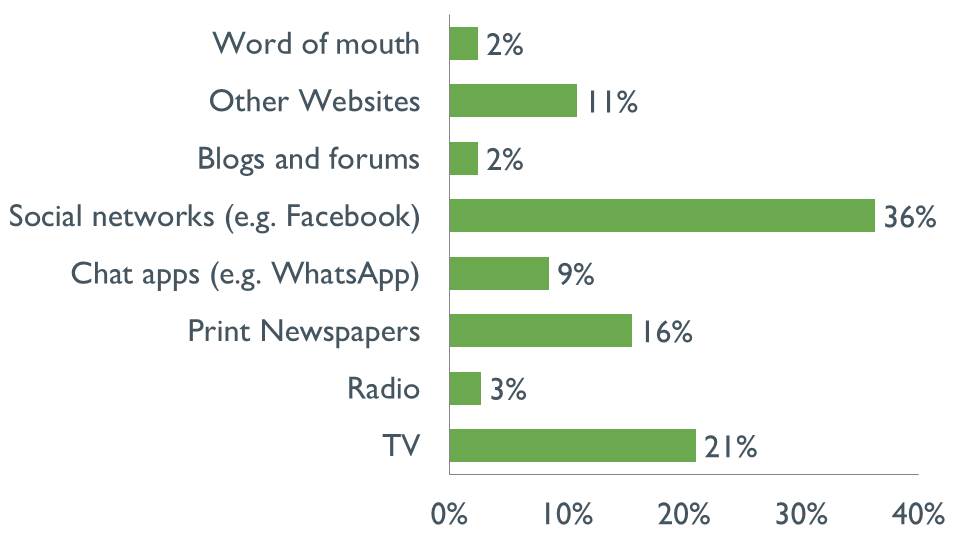 Word of mouth 2%
Other Websites 11%
Blogs and forums 2%
Social networks (e.g. Facebook) 36%
Chat apps (e.g. WhatsApp) 9%
Print Newspapers 16%
Radio 3%
TV 21%
0% 10% 20% 30% 40%